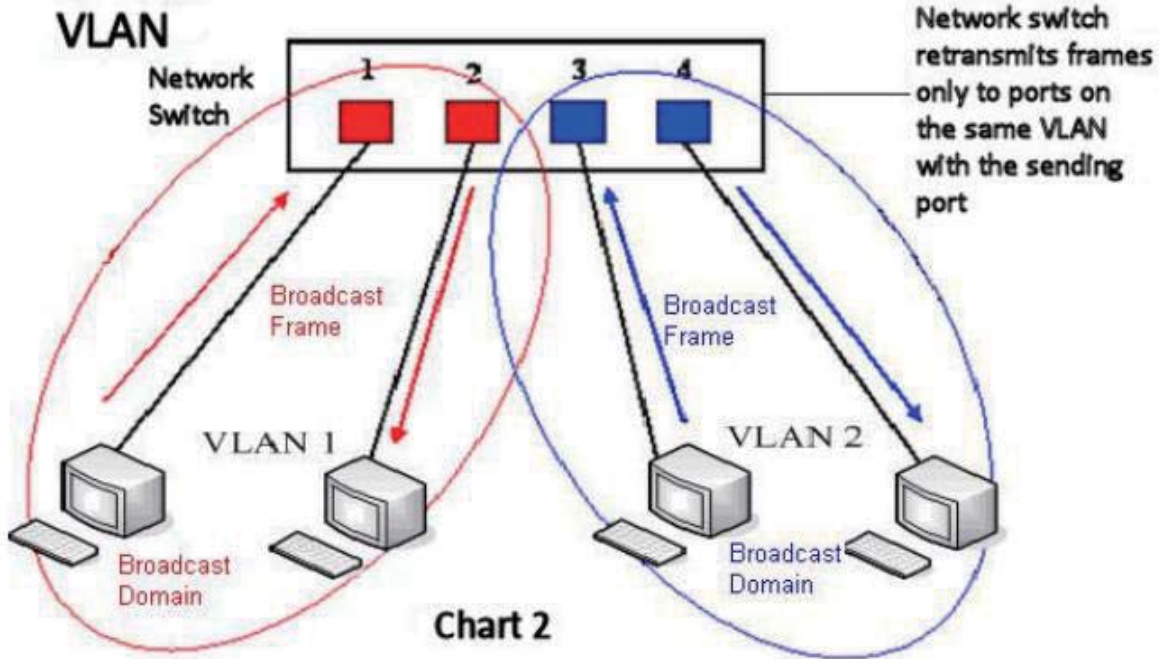 VLAN
Network
Switch
1 2 3 4
Network switch
retransmits frames
only to ports on
the same VLAN
with the sending
port
Broadcast
Frame
Broadcast
Frame
VLAN 1
VLAN 2
Broadcast
Domain
Broadcast
Domain
Chart 2